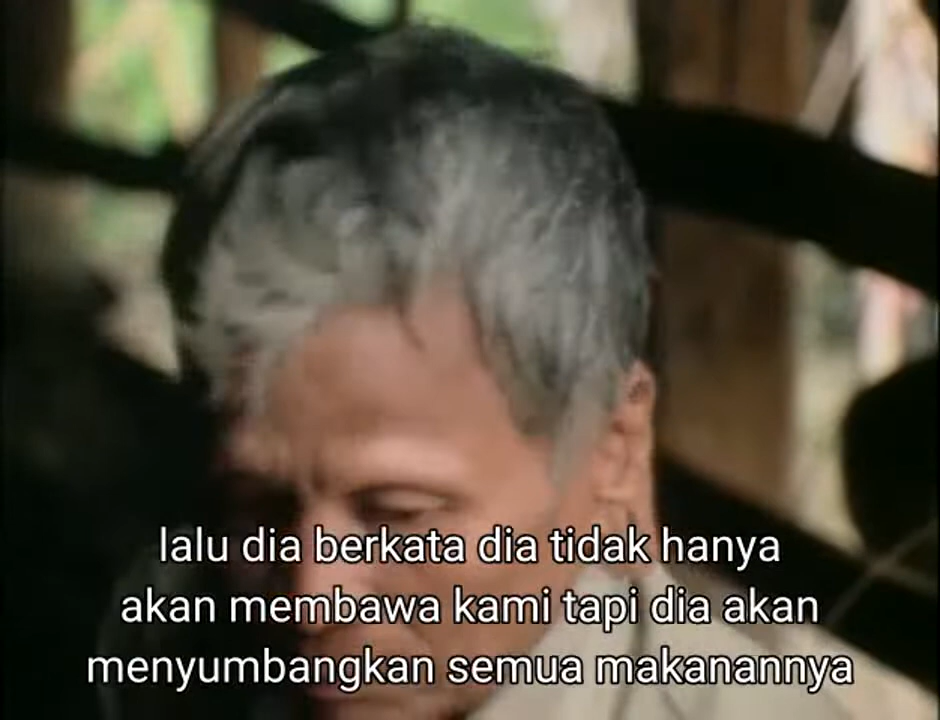 lalu dia berkata dia tidak hanya
akan membawa kami tapi dia akan
menyumbangkan semua makanannya